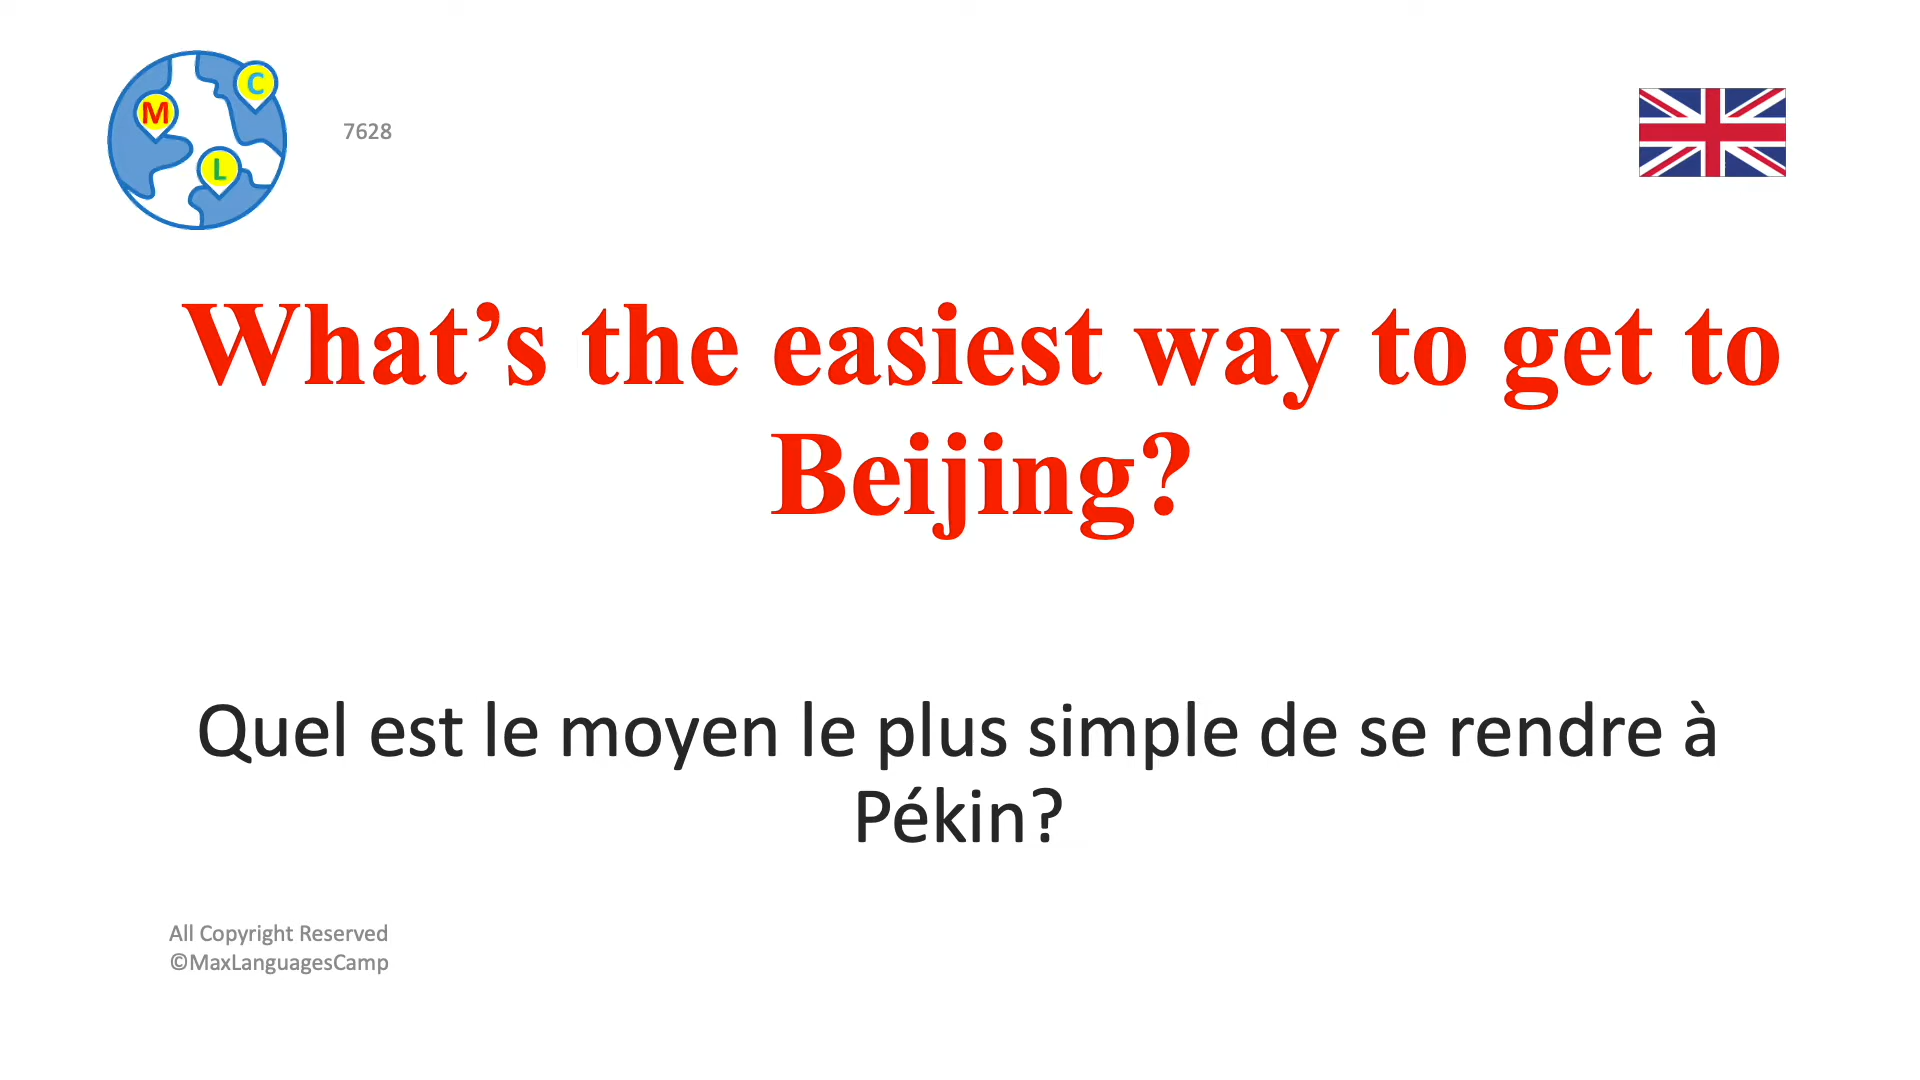 M
C
L
7628
What’s the easiest way to get to
Beijing?
Quel est le moyen le plus simple de se rendre à
Pékin?
All Copyright Reserved
©MaxLanguagesCamp